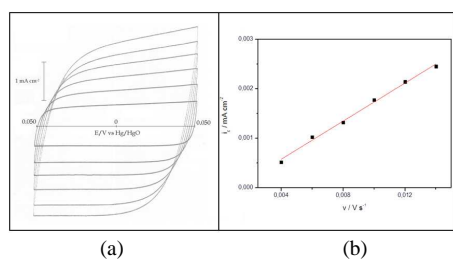 (a)
1 mA cm⁻²
0,050 0 0.050
E/V vs Hg/HgO
(b)
0.003
0.002
0.001
0.000
0.004 0.008 0.012
i / mA cm⁻²
v / V s⁻¹
(a) (b)